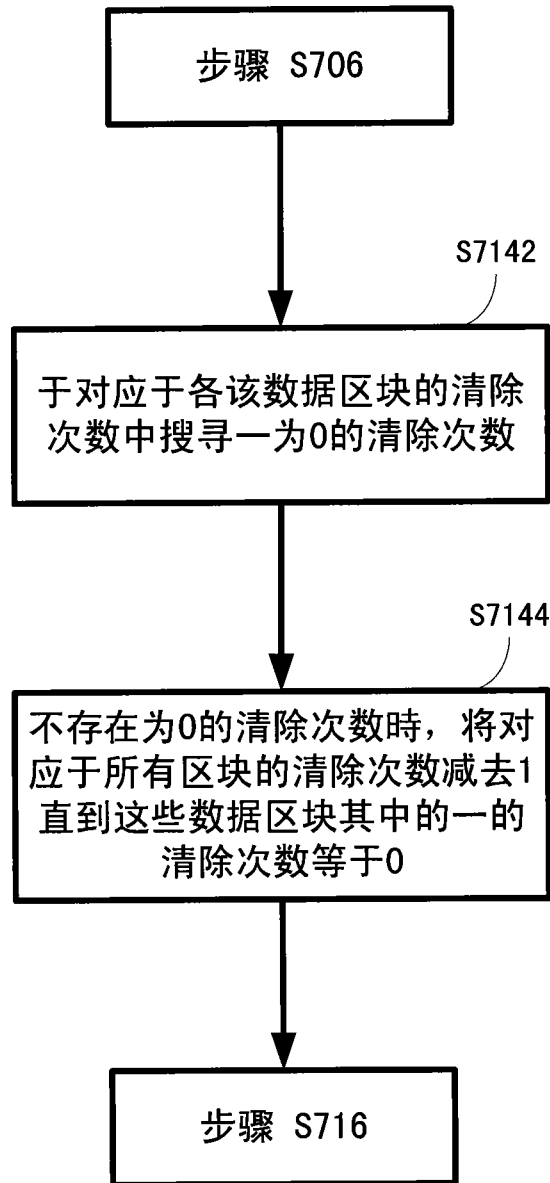 步骤 S706
S7142
于对应于各该数据区块的清除
次数中搜寻一为0的清除次数
S7144
不存在为0的清除次数時，将对
应于所有区块的清除次数减去1
直到这些数据区块其中的一的
清除次数等于0
步骤 S716